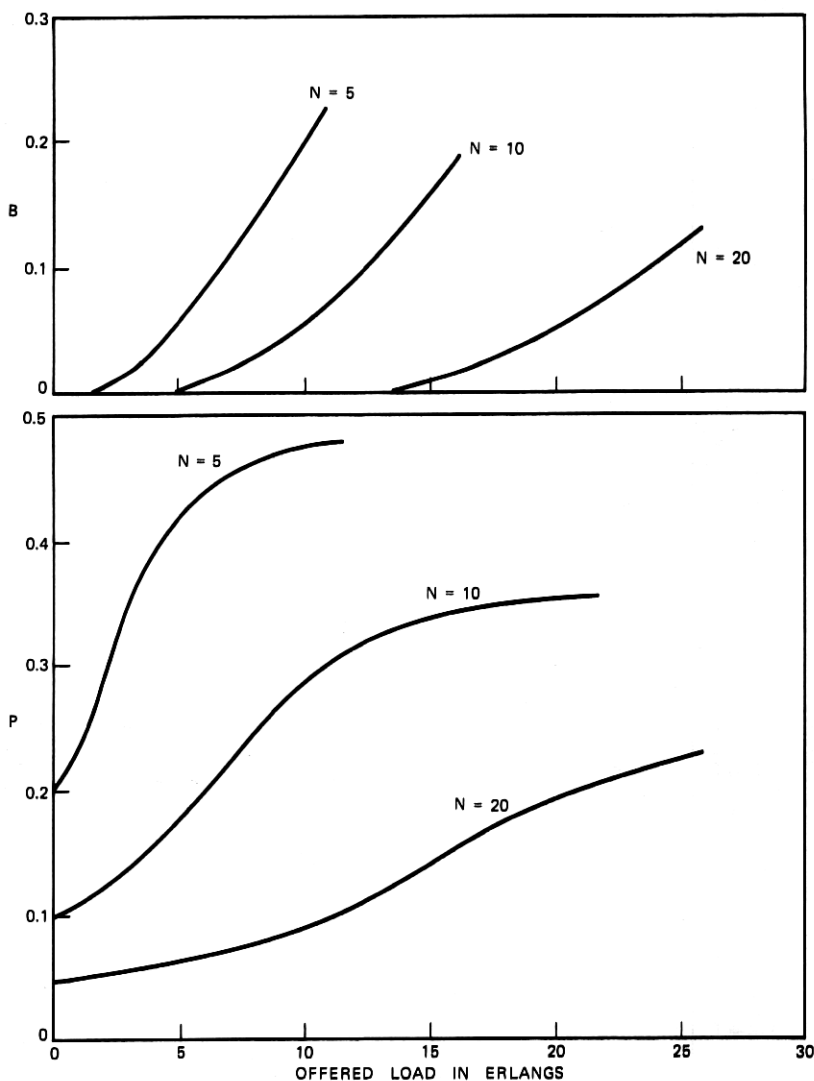 0.3
N = 5
0.2
N = 10
B
N = 20
0.1
0
0.5
N = 5
0.4
N = 10
0.3
P
N = 20
0.2
0.1
0
0 5 10 15 20 25 30
OFFERED LOAD IN ERLANGS